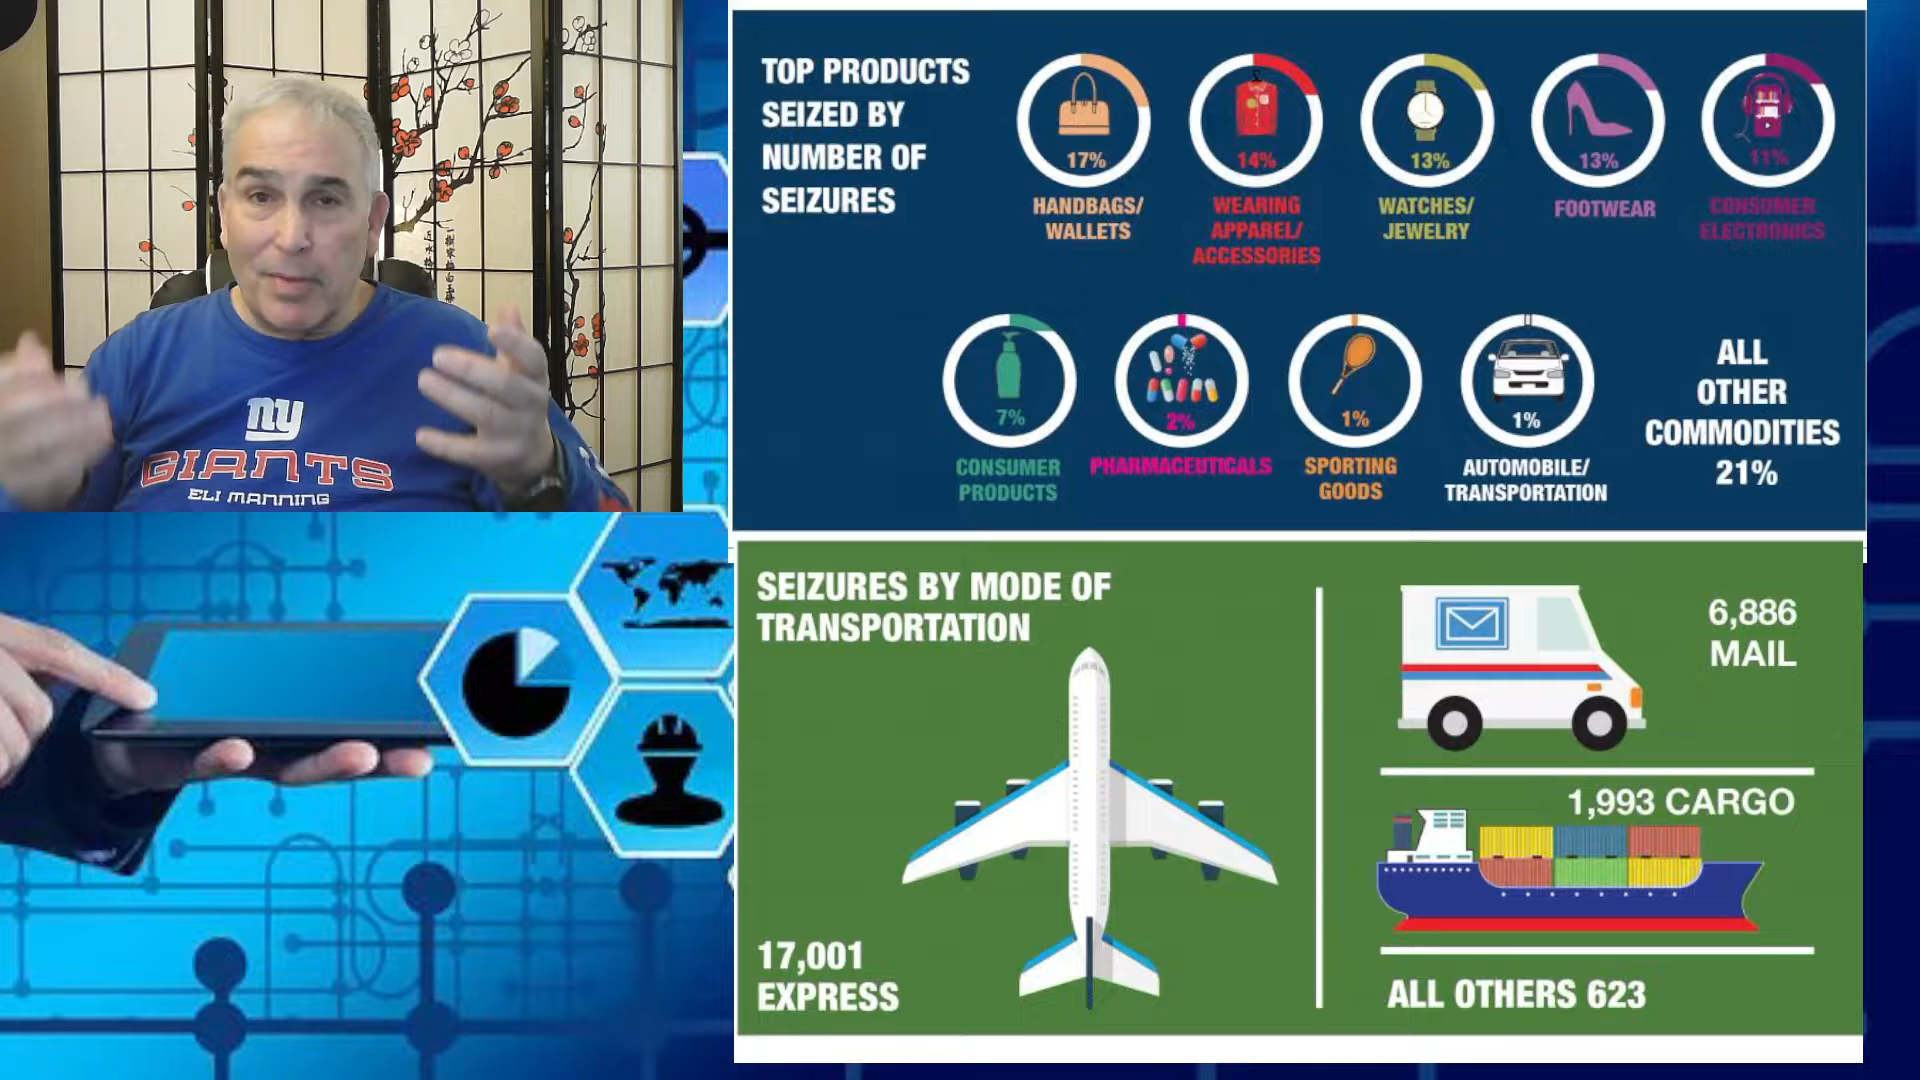 ny
GIANTS
ELI MANNING
TOP PRODUCTS
SEIZED BY
NUMBER OF
SEIZURES
17%
HANDBAGS/
WALLETS
14%
WEARING
APPAREL/
ACCESSORIES
13%
WATCHES/
JEWELRY
13%
FOOTWEAR
11%
CONSUMER
ELECTRONICS
7%
CONSUMER
PRODUCTS
2%
PHARMACEUTICALS
1%
SPORTING
GOODS
1%
AUTOMOBILE/
TRANSPORTATION
ALL
OTHER
COMMODITIES
21%
SEIZURES BY MODE OF
TRANSPORTATION
17,001
EXPRESS
6,886
MAIL
1,993 CARGO
ALL OTHERS 623